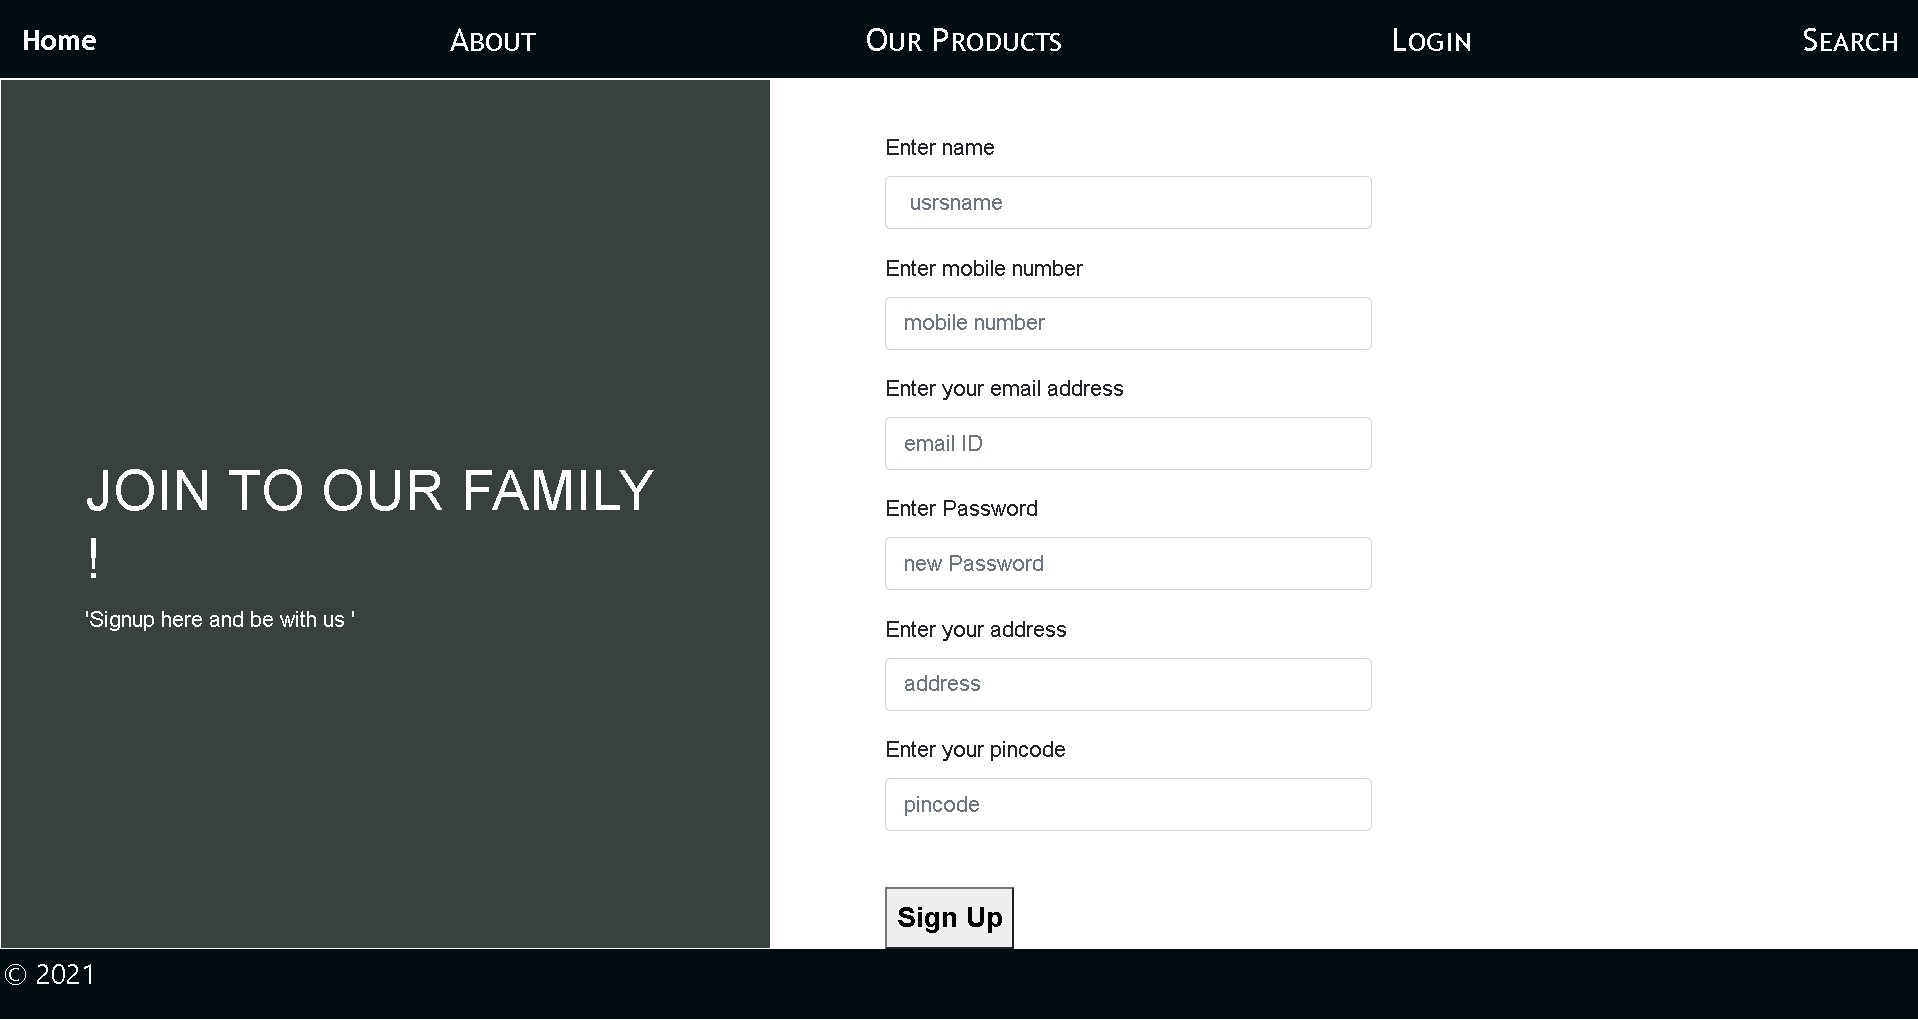 Home
About
Our Products
Login
Search
Enter name
usrsname
Enter mobile number
mobile number
Enter your email address
email ID
Enter Password
new Password
Enter your address
address
Enter your pincode
pincode
Sign Up
JOIN TO OUR FAMILY
!
'Signup here and be with us '
© 2021